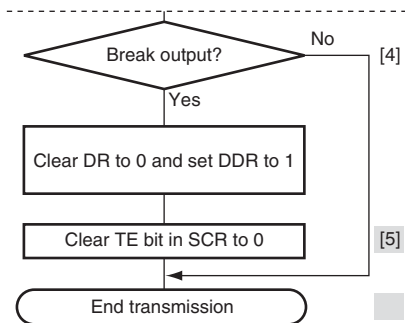 Break output?
No
[4]
Yes
Clear DR to 0 and set DDR to 1
Clear TE bit in SCR to 0
[5]
End transmission